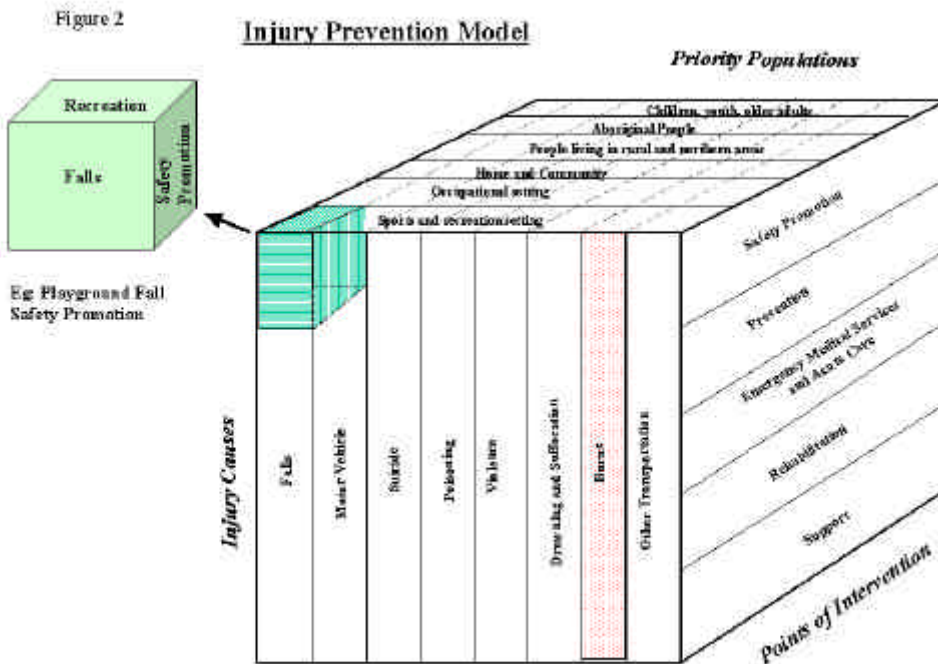 Figure 2
Injury Prevention Model
Priority Populations
Recreation
Falls
Safety
Promotion
Eg: Playground Fall
Safety Promotion
Children, youth, older adults
Aboriginal People
People living in rural and northern areas
Home and Community
Occupational setting
Sports and recreation setting
Injury Causes
Falls
Motor Vehicle
Suicide
Poisoning
Violence
Drowning and Suffocation
Burns
Other Transportation
Safety Promotion
Prevention
Emergency Medical Services
and Acute Care
Rehabilitation
Support
Points of Intervention